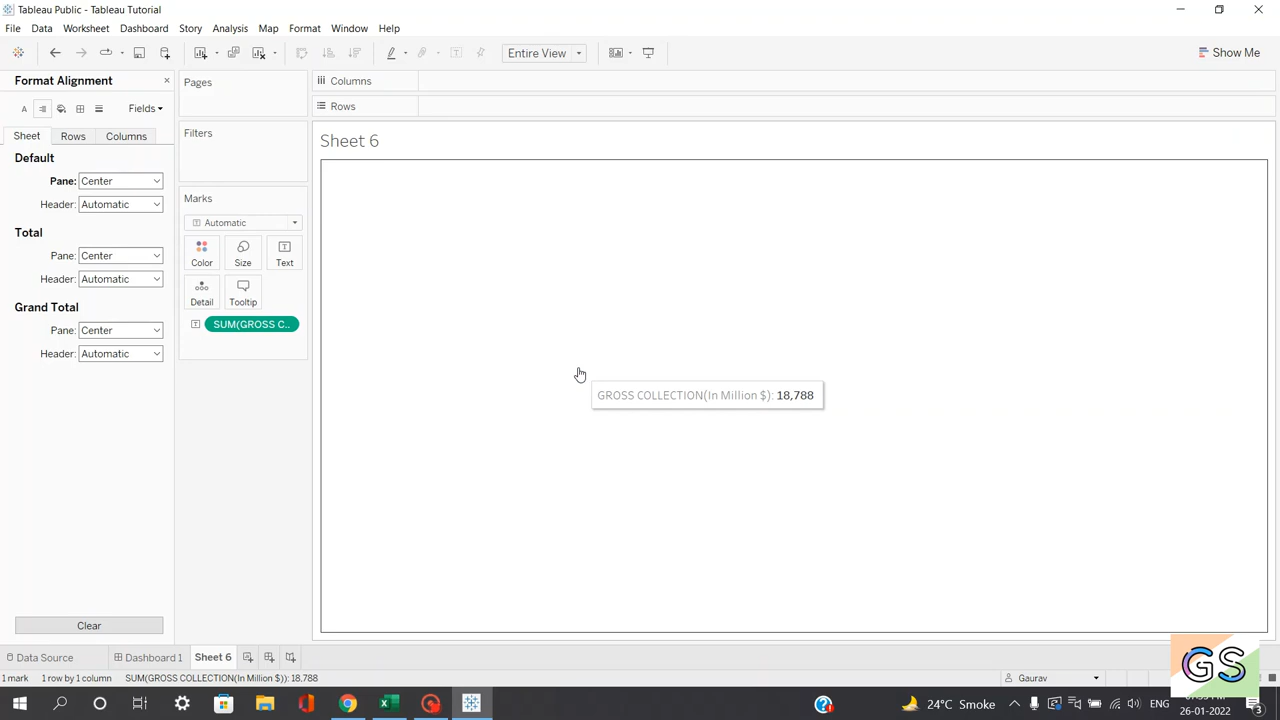 Tableau Public - Tableau Tutorial
File Data Worksheet Dashboard Story Analysis Map Format Window Help
Entire View
Show Me
Format Alignment
Fields
Sheet Rows Columns
Default
Pane: Center
Header: Automatic
Total
Pane: Center
Header: Automatic
Grand Total
Pane: Center
Header: Automatic
Clear
Pages
Filters
Marks
Automatic
Color Size Text
Detail Tooltip
SUM(GROSS C..
Columns
Rows
Sheet 6
GROSS COLLECTION(In Million $): 18,788
Data Source Dashboard 1 Sheet 6
1 mark 1 row by 1 column SUM(GROSS COLLECTION(In Million $)): 18.788
Gaurav
GS
24°C Smoke
ENG
26-01-2022
3